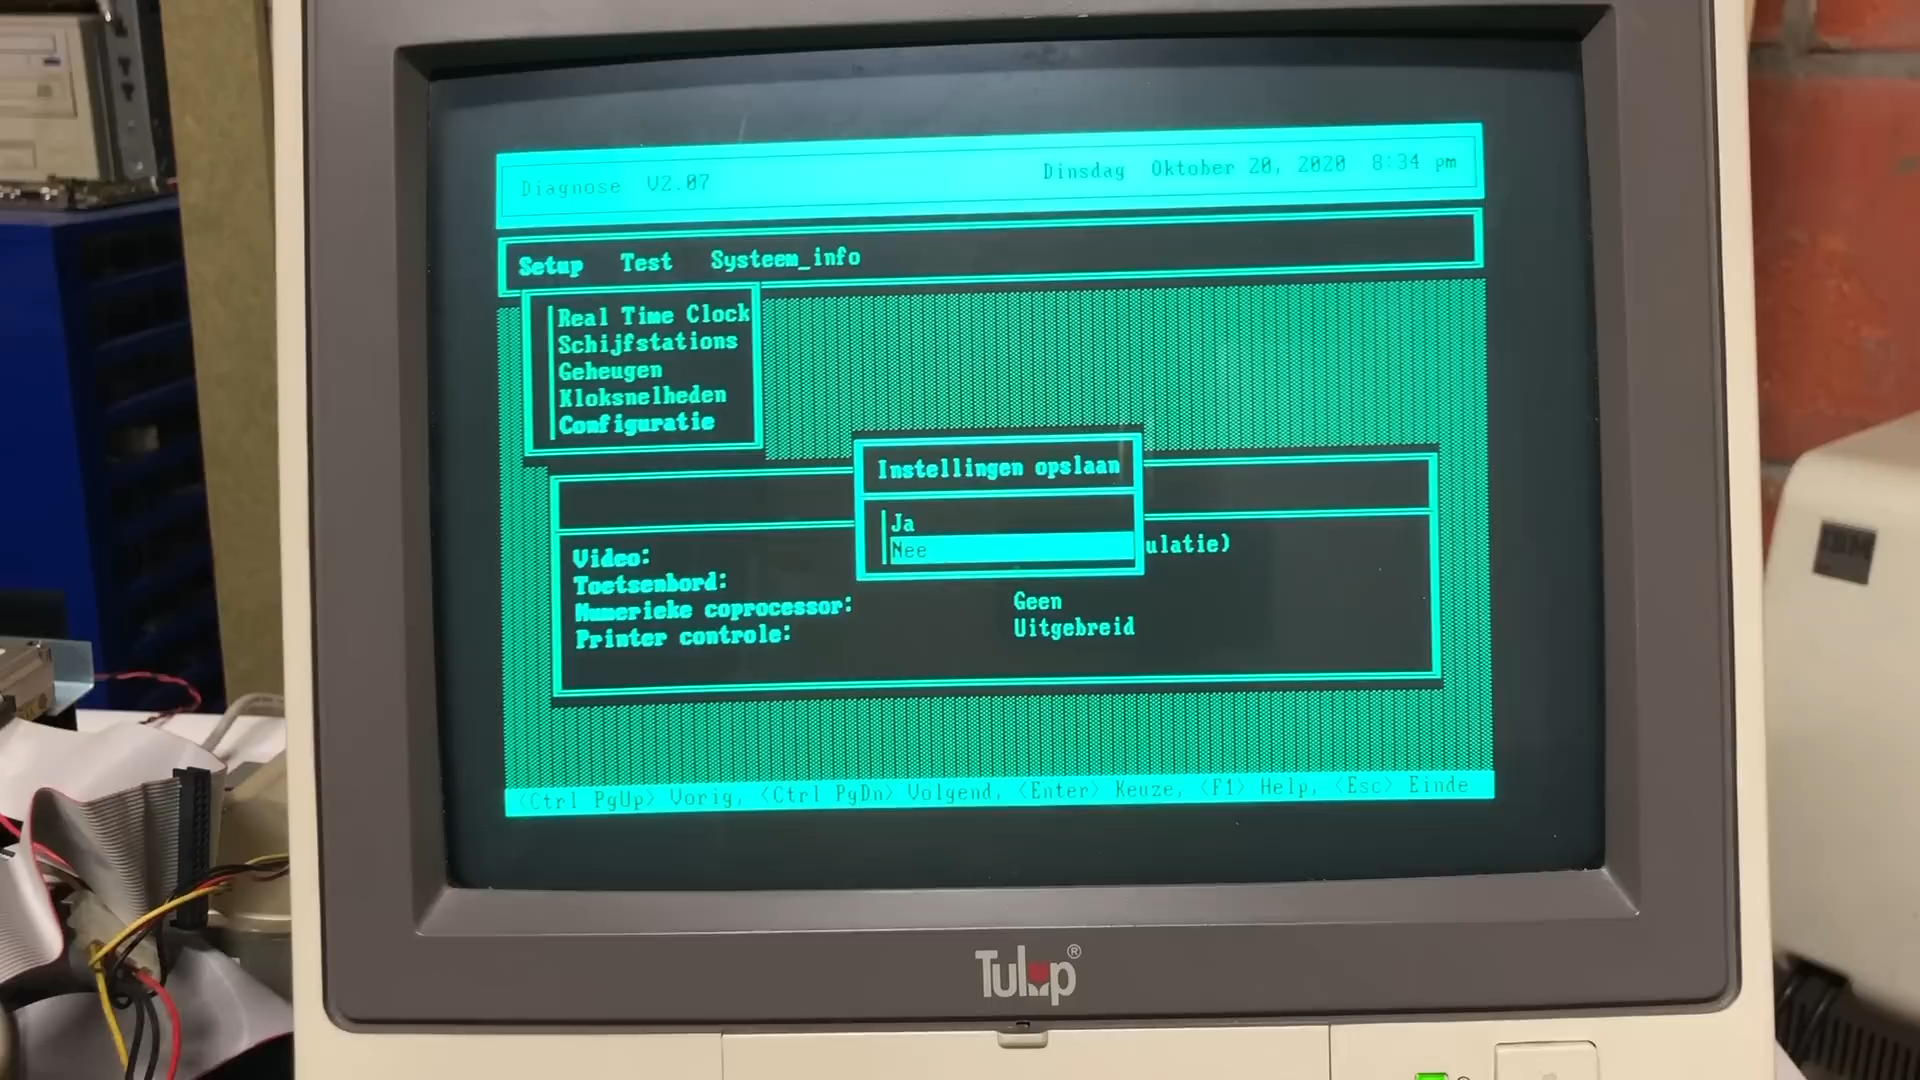 Diagnose V2.07
Dinsdag Oktober 20, 2020 8:34 pm
Setup Test Systeem_info
Real Time Clock
Schijfstations
Geheugen
Kloksnelheden
Configuratie
Instellingen opslaan
Ja
Nee
Video: ulatie)
Toetsenbord:
Numerieke coprocessor: Geen
Printer controle: Uitgebreid
<Ctrl PgUp> Vorig, <Ctrl PgDn> Volgend, <Enter> Keuze, <F1> Help, <Esc> Einde
Tulip®
IBM